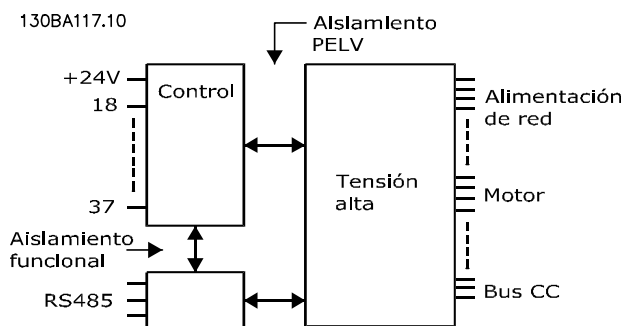 130BA117.10
Aislamiento
PELV
+24V
18
Control
Alimentación
de red
Tensión
alta
37
Motor
Aislamiento
funcional
RS485
Bus CC